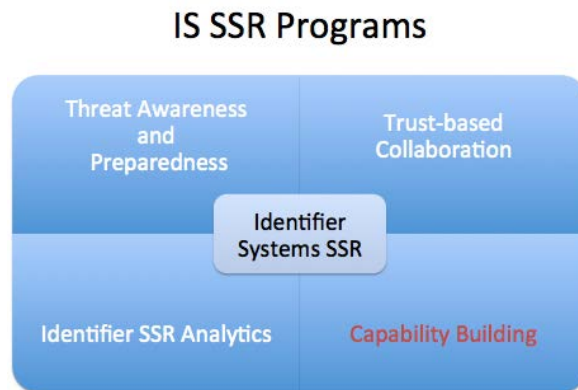 IS SSR Programs
Threat Awareness
and
Preparedness
Trust-based
Collaboration
Identifier
Systems SSR
Identifier SSR Analytics
Capability Building